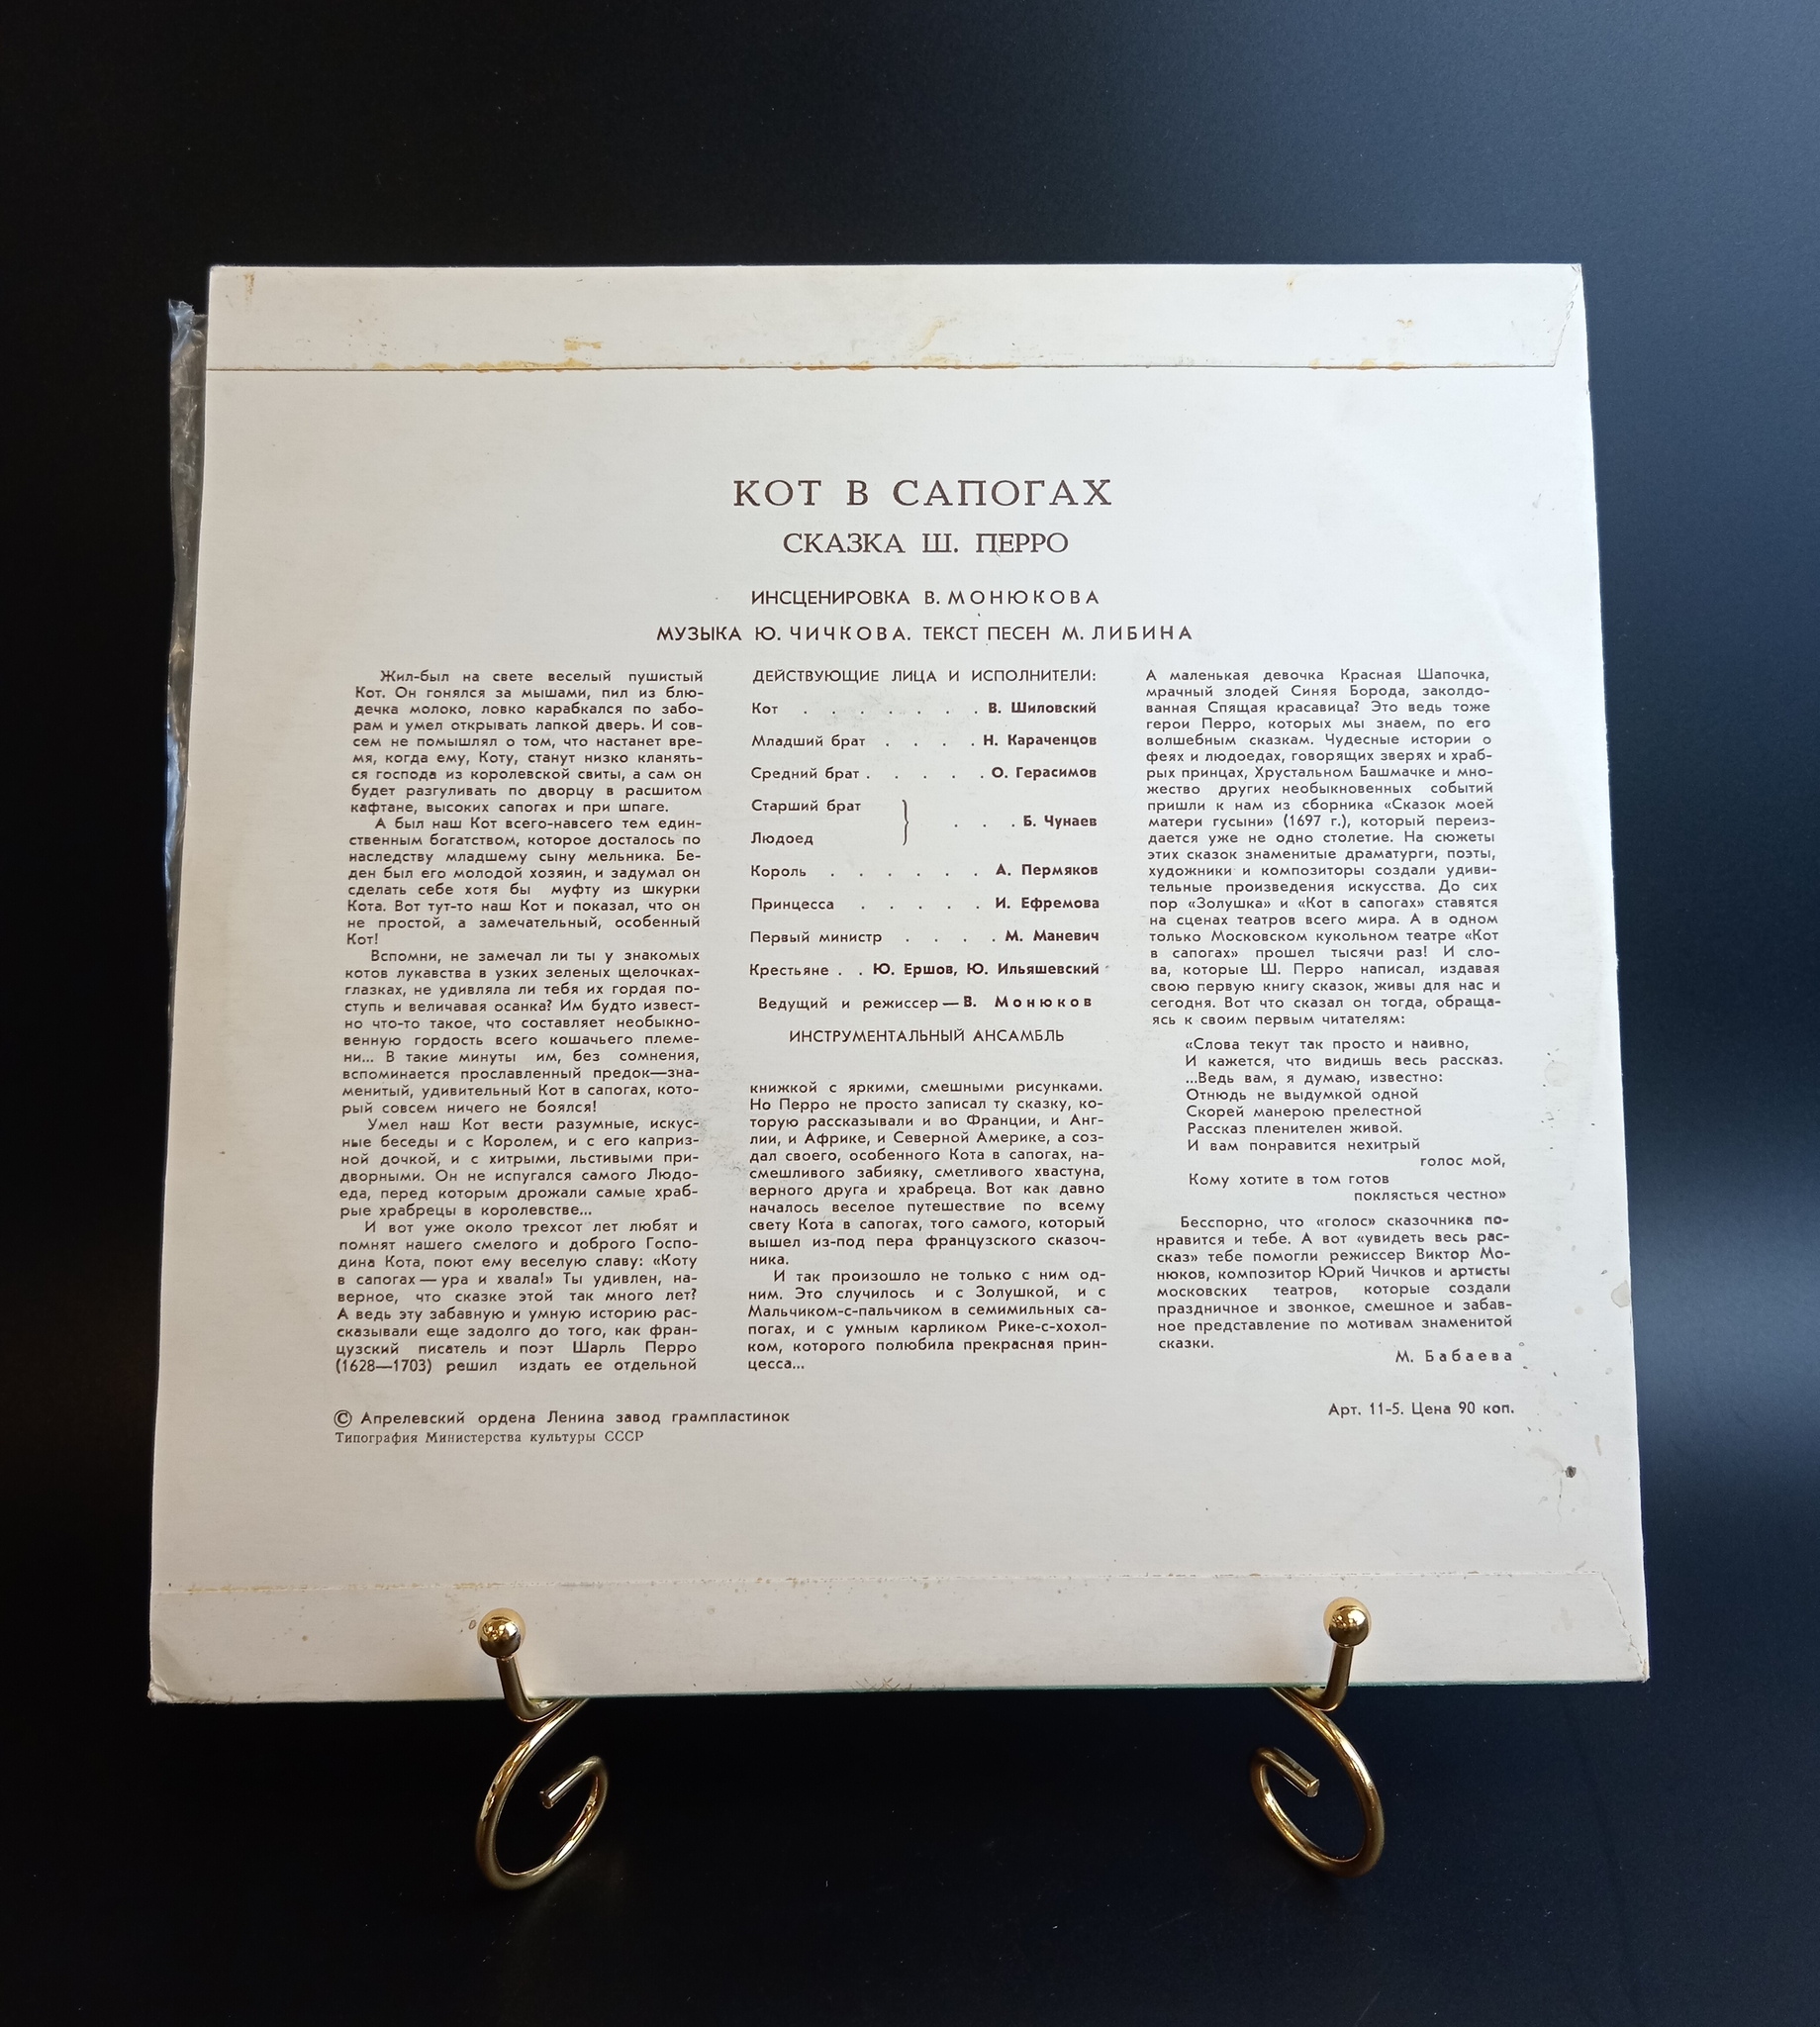 КОТ В САПОГАХ
СКАЗКА Ш. ПЕРРО
ИНСЦЕНИРОВКА В. МОНЮКОВА
МУЗЫКА Ю. ЧИЧКОВА. ТЕКСТ ПЕСЕН М. ЛИБИНА
Жил-был на свете веселый пушистый
Кот. Он гонялся за мышами, пил из блю-
дечка молоко, ловко карабкался по забо-
рам и умел открывать лапкой дверь. И сов-
сем не помышлял о том, что настанет вре-
мя, когда ему, Коту, станут низко кланять-
ся господа из королевской свиты, а сам он
будет разгуливать по дворцу в расшитом
кафтане, высоких сапогах и при шпаге.
А был наш Кот всего-навсего тем един-
ственным богатством, которое досталось по
наследству младшему сыну мельника. Бе-
ден был его молодой хозяин, и задумал он
сделать себе хотя бы муфту из шкурки
Кота. Вот тут-то наш Кот и показал, что он
не простой, а замечательный, особенный
Кот!
Вспомни, не замечал ли ты у знакомых
котов лукавства в узких зеленых щелочках-
глазках, не удивляла ли тебя их гордая по-
ступь и величавая осанка? Им будто извест-
но что-то такое, что составляет необыкно-
венную гордость всего кошачьего племе-
ни... В такие минуты им, без сомнения,
вспоминается прославленный предок—зна-
менитый, удивительный Кот в сапогах, кото-
рый совсем ничего не боялся!
Умел наш Кот вести разумные, искус-
ные беседы и с Королем, и с его каприз-
ной дочкой, и с хитрыми, льстивыми при-
дворными. Он не испугался самого Людо-
еда, перед которым дрожали самые храб-
рые храбрецы в королевстве...
И вот уже около трехсот лет любят и
помнят нашего смелого и доброго Госпо-
дина Кота, поют ему веселую славу: «Коту
в сапогах — ура и хвала!» Ты удивлен, на-
верное, что сказке этой так много лет?
А ведь эту забавную и умную историю рас-
сказывали еще задолго до того, как фран-
цузский писатель и поэт Шарль Перро
(1628—1703) решил издать ее отдельной
ДЕЙСТВУЮЩИЕ ЛИЦА И ИСПОЛНИТЕЛИ:
Кот . . . . . . . В. Шиловский
Младший брат . . . . Н. Караченцов
Средний брат . . . . . О. Герасимов
Старший брат
Людоед } . . . Б. Чунаев
Король . . . . . . А. Пермяков
Принцесса . . . . . И. Ефремова
Первый министр . . . . М. Маневич
Крестьяне . . Ю. Ершов, Ю. Ильяшевский
Ведущий и режиссер — В. Монюков
ИНСТРУМЕНТАЛЬНЫЙ АНСАМБЛЬ
книжкой с яркими, смешными рисунками.
Но Перро не просто записал ту сказку, ко-
торую рассказывали и во Франции, и Анг-
лии, и Африке, и Северной Америке, а соз-
дал своего, особенного Кота в сапогах, на-
смешливого забияку, сметливого хвастуна,
верного друга и храбреца. Вот как давно
началось веселое путешествие по всему
свету Кота в сапогах, того самого, который
вышел из-под пера французского сказоч-
ника.
И так произошло не только с ним од-
ним. Это случилось и с Золушкой, и с
Мальчиком-с-пальчиком в семимильных са-
погах, и с умным карликом Рике-с-хохол-
ком, которого полюбила прекрасная прин-
цесса...
А маленькая девочка Красная Шапочка,
мрачный злодей Синяя Борода, заколдо-
ванная Спящая красавица? Это ведь тоже
герои Перро, которых мы знаем, по его
волшебным сказкам. Чудесные истории о
феях и людоедах, говорящих зверях и храб-
рых принцах, Хрустальном Башмачке и мно-
жество других необыкновенных событий
пришли к нам из сборника «Сказок моей
матери гусыни» (1697 г.), который переиз-
дается уже не одно столетие. На сюжеты
этих сказок знаменитые драматурги, поэты,
художники и композиторы создали удиви-
тельные произведения искусства. До сих
пор «Золушка» и «Кот в сапогах» ставятся
на сценах театров всего мира. А в одном
только Московском кукольном театре «Кот
в сапогах» прошел тысячи раз! И сло-
ва, которые Ш. Перро написал, издавая
свою первую книгу сказок, живы для нас и
сегодня. Вот что сказал он тогда, обраща-
ясь к своим первым читателям:
«Слова текут так просто и наивно,
И кажется, что видишь весь рассказ.
...Ведь вам, я думаю, известно:
Отнюдь не выдумкой одной
Скорей манерою прелестной
Рассказ пленителен живой.
И вам понравится нехитрый
голос мой,
Кому хотите в том готов
поклясться честно»
Бесспорно, что «голос» сказочника по-
нравится и тебе. А вот «увидеть весь рас-
сказ» тебе помогли режиссер Виктор Мо-
нюков, композитор Юрий Чичков и артисты
московских театров, которые создали
праздничное и звонкое, смешное и забав-
ное представление по мотивам знаменитой
сказки.
М. Бабаева
© Апрелевский ордена Ленина завод грампластинок
Типография Министерства культуры СССР
Арт. 11-5. Цена 90 коп.